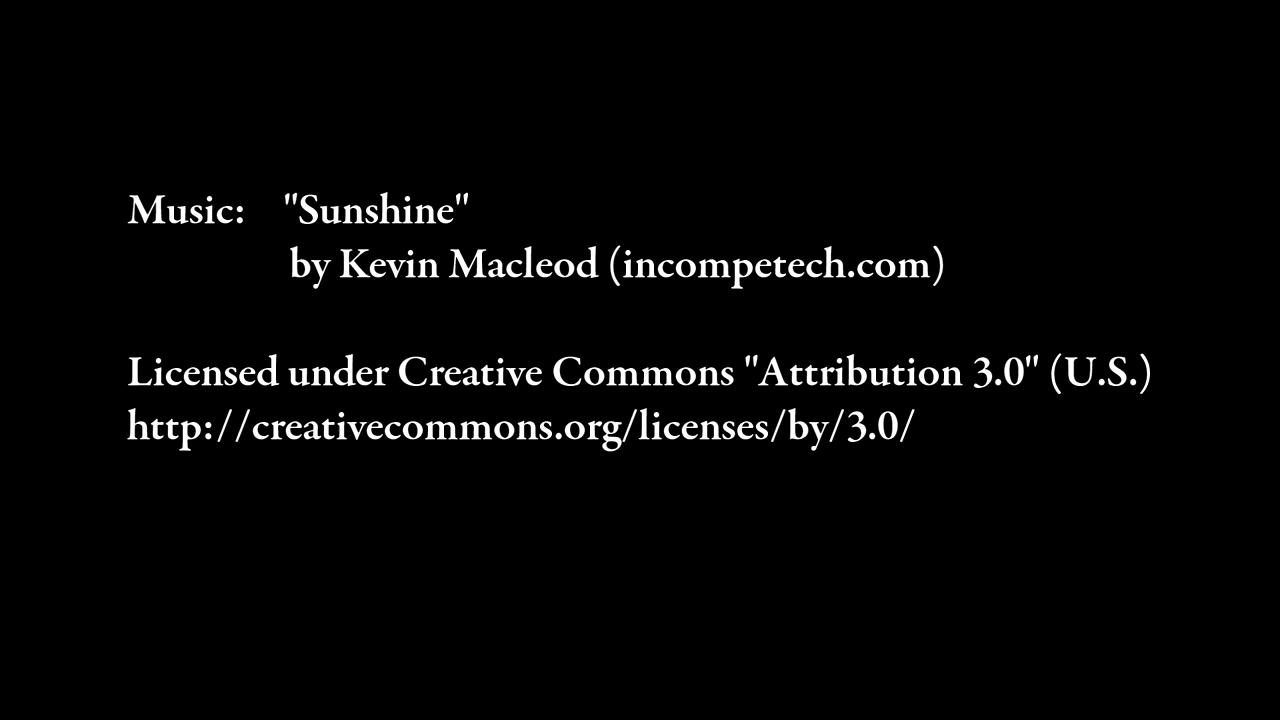 Music: "Sunshine"
by Kevin Macleod (incompetech.com)
Licensed under Creative Commons "Attribution 3.0" (U.S.)
http://creativecommons.org/licenses/by/3.0/